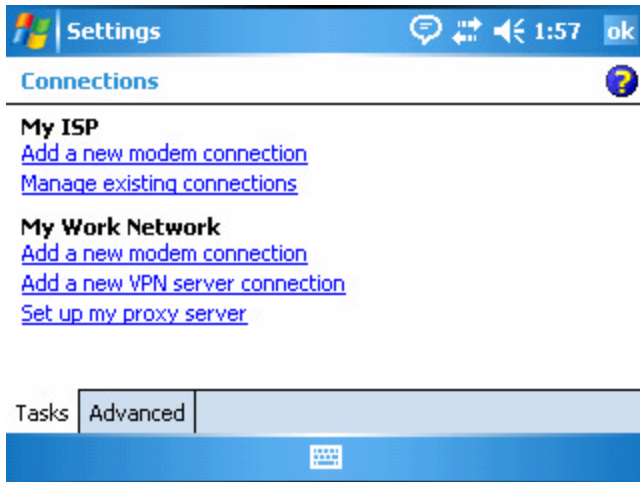 Settings 1:57 ok
Connections
My ISP
Add a new modem connection
Manage existing connections
My Work Network
Add a new modem connection
Add a new VPN server connection
Set up my proxy server
Tasks Advanced